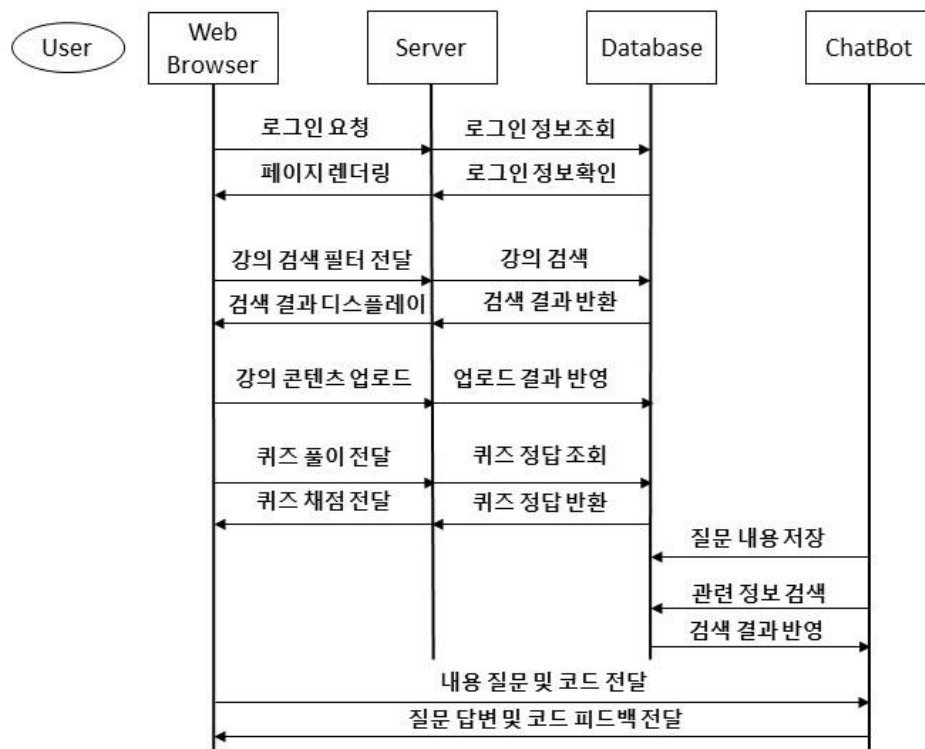 User
Web
Browser
Server
Database
ChatBot
로그인 요청
로그인 정보조회
페이지 렌더링
로그인 정보확인
강의 검색 필터 전달
강의 검색
검색 결과 디스플레이
검색 결과 반환
강의 콘텐츠 업로드
업로드 결과 반영
퀴즈 풀이 전달
퀴즈 정답 조회
퀴즈 채점 전달
퀴즈 정답 반환
질문 내용 저장
관련 정보 검색
검색 결과 반영
내용 질문 및 코드 전달
질문 답변 및 코드 피드백 전달